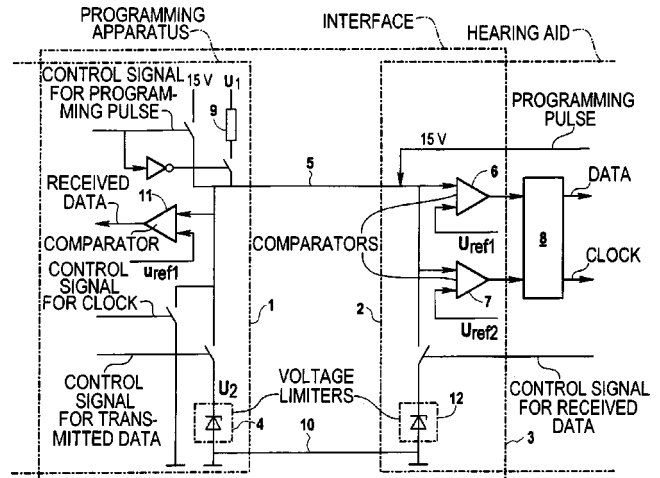 PROGRAMMING
APPARATUS
INTERFACE
HEARING AID
CONTROL SIGNAL
FOR PROGRAM-
MING PULSE
15 V
U1
9
PROGRAMMING
PULSE
15 V
5
6
DATA
RECEIVED
DATA
11
COMPARATOR
COMPARATORS
Uref1
uref1
8
CLOCK
CONTROL
SIGNAL
FOR CLOCK
1
2
7
Uref2
CONTROL
SIGNAL
FOR TRANS-
MITTED DATA
U2
VOLTAGE
LIMITERS
12
CONTROL SIGNAL
FOR RECEIVED
DATA
4
10
3